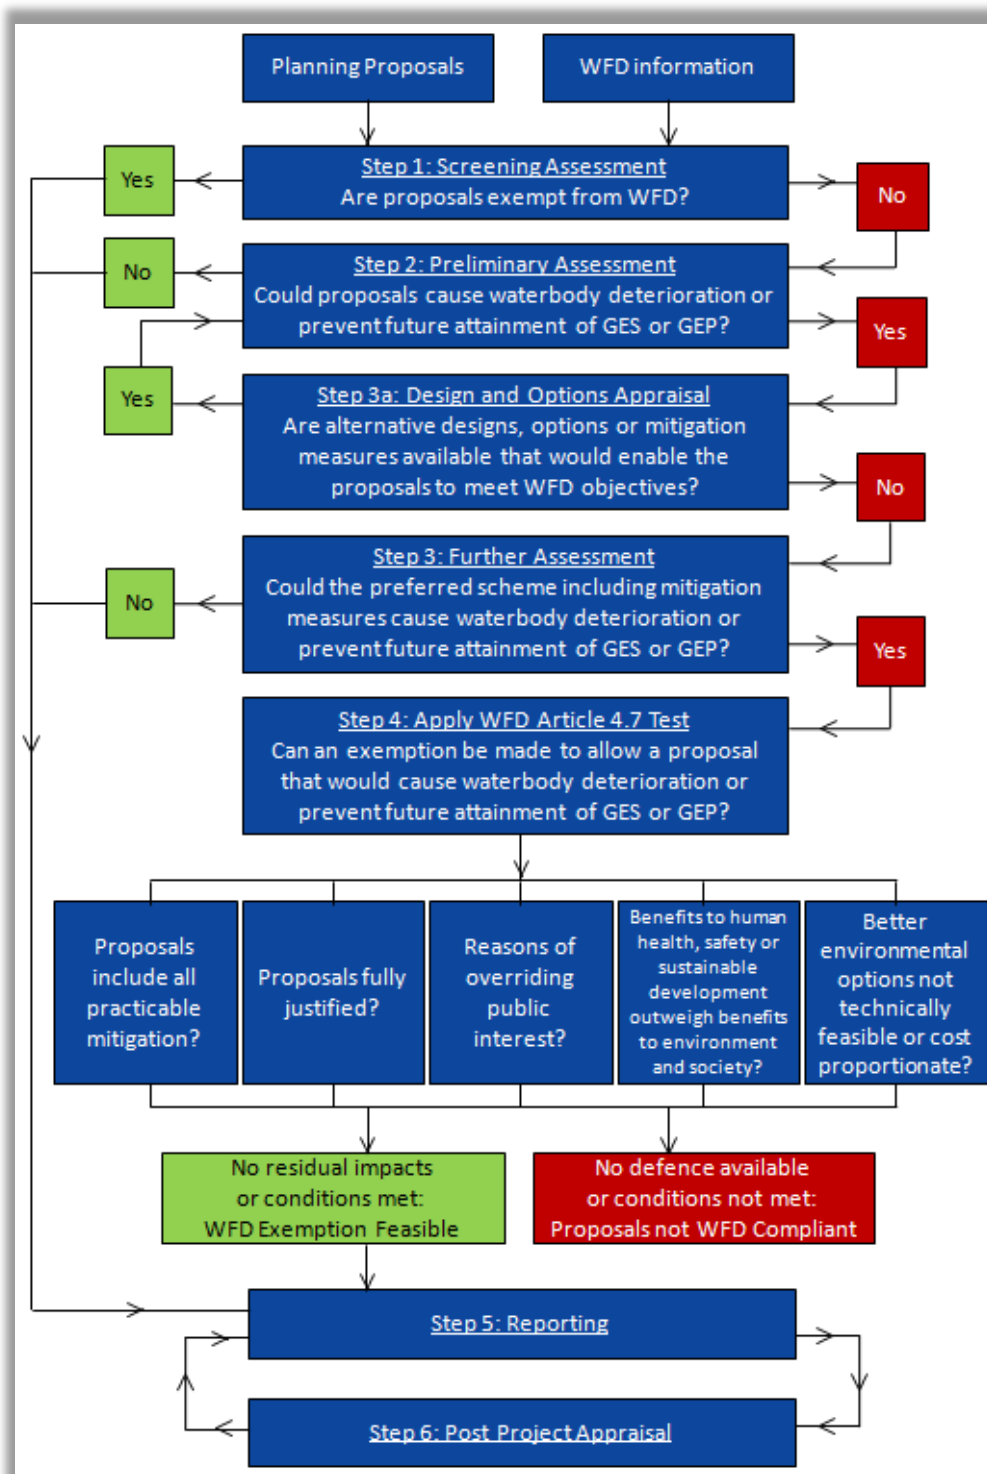 Planning Proposals
WFD information
Step 1: Screening Assessment
Are proposals exempt from WFD?
Yes
No
Step 2: Preliminary Assessment
Could proposals cause waterbody deterioration or
prevent future attainment of GES or GEP?
No
Yes
Step 3a: Design and Options Appraisal
Are alternative designs, options or mitigation
measures available that would enable the
proposals to meet WFD objectives?
Yes
No
Step 3: Further Assessment
Could the preferred scheme including mitigation
measures cause waterbody deterioration or
prevent future attainment of GES or GEP?
No
Yes
Step 4: Apply WFD Article 4.7 Test
Can an exemption be made to allow a proposal
that would cause waterbody deterioration or
prevent future attainment of GES or GEP?
Proposals
include all
practicable
mitigation?
Proposals fully
justified?
Reasons of
overriding
public
interest?
Benefits to human
health, safety or
sustainable
development
outweigh benefits
to environment
and society?
Better
environmental
options not
technically
feasible or cost
proportionate?
No residual impacts
or conditions met:
WFD Exemption Feasible
No defence available
or conditions not met:
Proposals not WFD Compliant
Step 5: Reporting
Step 6: Post Project Appraisal